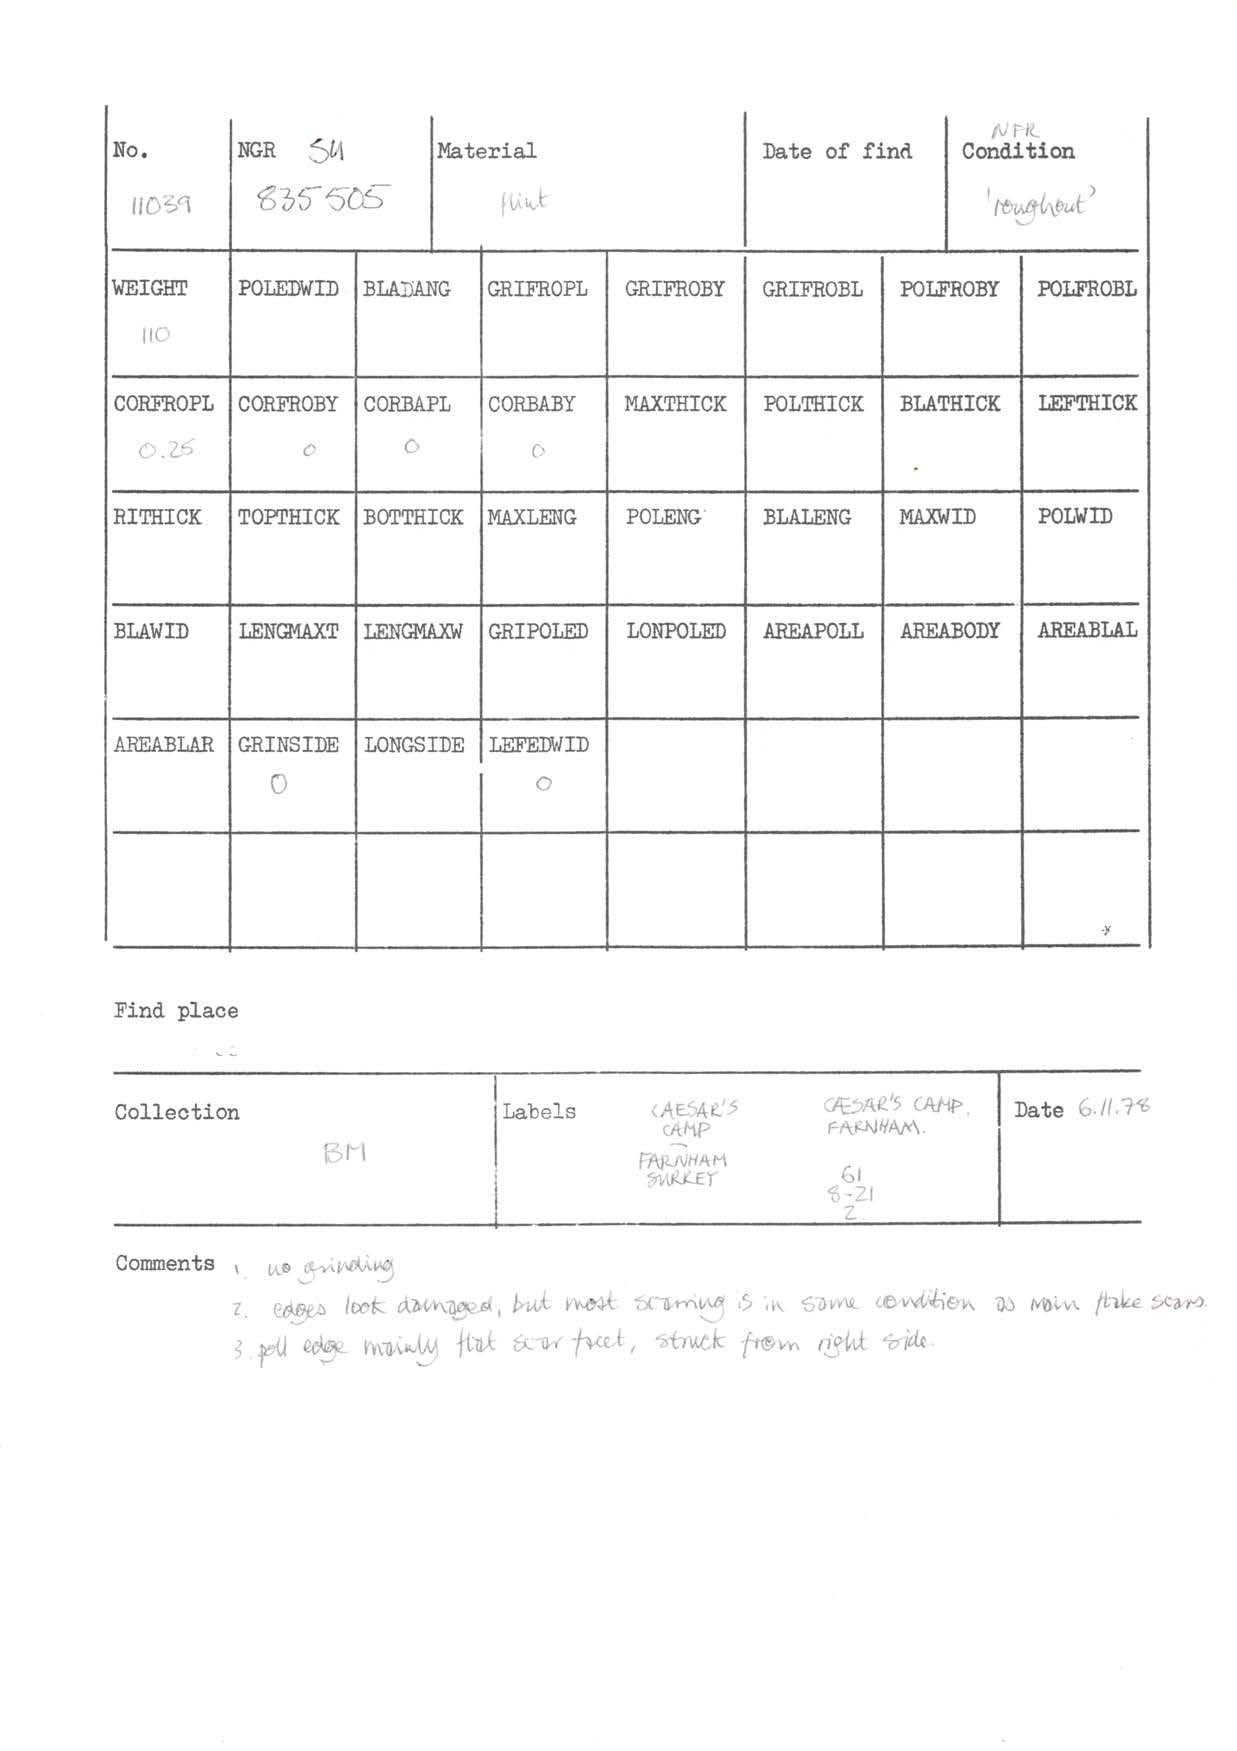 NFR
No. NGR SU Material Date of find Condition
11039 835505 flint 'roughout'
WEIGHT POLEDWID BLADANG GRIFROPL GRIFROBY GRIFROBL POLFROBY POLFROBL
110
CORFROPL CORFROBY CORBAPL CORBABY MAXTHICK POLTHICK BLATHICK LEFTHICK
0.25 0 0 0
RITHICK TOPTHICK BOTTHICK MAXLENG POLENG BLALENG MAXWID POLWID
BLAWID LENGMAXT LENGMAXW GRIPOLED LONPOLED AREAPOLL AREABODY AREABLAL
AREABLAR GRINSIDE LONGSIDE LEFEDWID
0 0
Find place
Collection
BM
Labels
CAESAR'S
CAMP
FARNHAM
SURREY
CÆSAR'S CAMP.
FARNHAM.
61
8-21
2
Date 6.11.78
Comments 1. no grinding
2. edges look damaged, but most scarring is in same condition as main flake scars.
3. poll edge mainly flat scar facet, struck from right side.